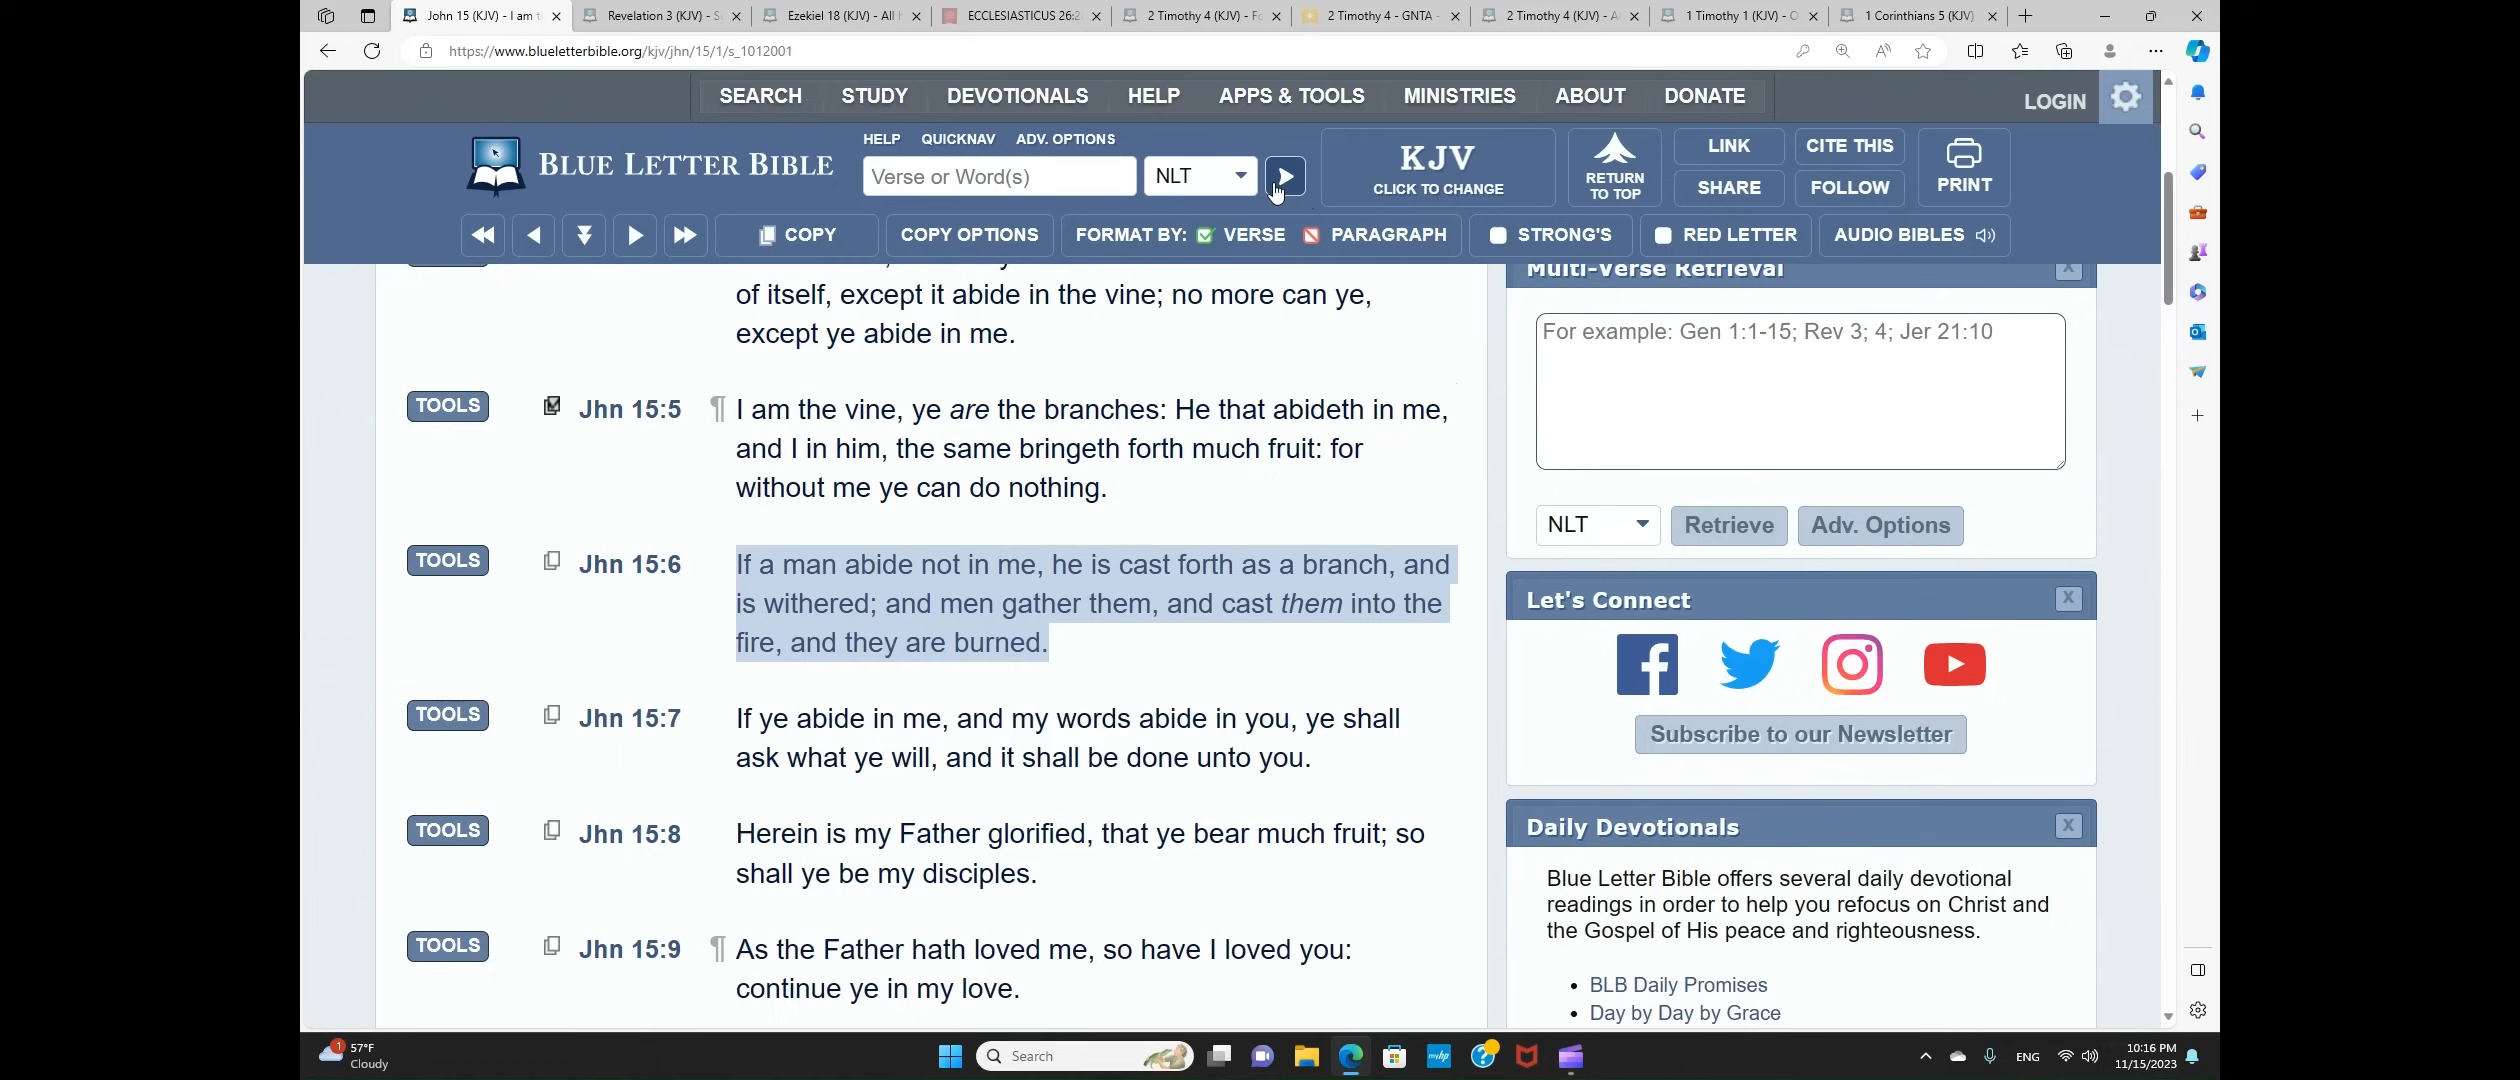 John 15 (KJV) - I am t
Revelation 3 (KJV) - S
Ezekiel 18 (KJV) - All h
ECCLESIASTICUS 26:2
2 Timothy 4 (KJV) - Fo
2 Timothy 4 - GNTA -
2 Timothy 4 (KJV) - A
1 Timothy 1 (KJV) - O
1 Corinthians 5 (KJV)
https://www.blueletterbible.org/kjv/jhn/15/1/s_1012001
SEARCH STUDY DEVOTIONALS HELP APPS & TOOLS MINISTRIES ABOUT DONATE
LOGIN
BLUE LETTER BIBLE
HELP QUICKNAV ADV. OPTIONS
Verse or Word(s)
NLT
KJV
CLICK TO CHANGE
RETURN
TO TOP
LINK
CITE THIS
SHARE
FOLLOW
PRINT
COPY
COPY OPTIONS
FORMAT BY: VERSE PARAGRAPH
STRONG'S
RED LETTER
AUDIO BIBLES
of itself, except it abide in the vine; no more can ye,
except ye abide in me.
TOOLS Jhn 15:5 ¶ I am the vine, ye are the branches: He that abideth in me,
and I in him, the same bringeth forth much fruit: for
without me ye can do nothing.
TOOLS Jhn 15:6 If a man abide not in me, he is cast forth as a branch, and
is withered; and men gather them, and cast them into the
fire, and they are burned.
TOOLS Jhn 15:7 If ye abide in me, and my words abide in you, ye shall
ask what ye will, and it shall be done unto you.
TOOLS Jhn 15:8 Herein is my Father glorified, that ye bear much fruit; so
shall ye be my disciples.
TOOLS Jhn 15:9 ¶ As the Father hath loved me, so have I loved you:
continue ye in my love.
Multi-Verse Retrieval
X
For example: Gen 1:1-15; Rev 3; 4; Jer 21:10
NLT
Retrieve
Adv. Options
Let's Connect
X
Subscribe to our Newsletter
Daily Devotionals
X
Blue Letter Bible offers several daily devotional
readings in order to help you refocus on Christ and
the Gospel of His peace and righteousness.
• BLB Daily Promises
• Day by Day by Grace
1
57°F
Cloudy
Search
myhp
ENG
10:16 PM
11/15/2023